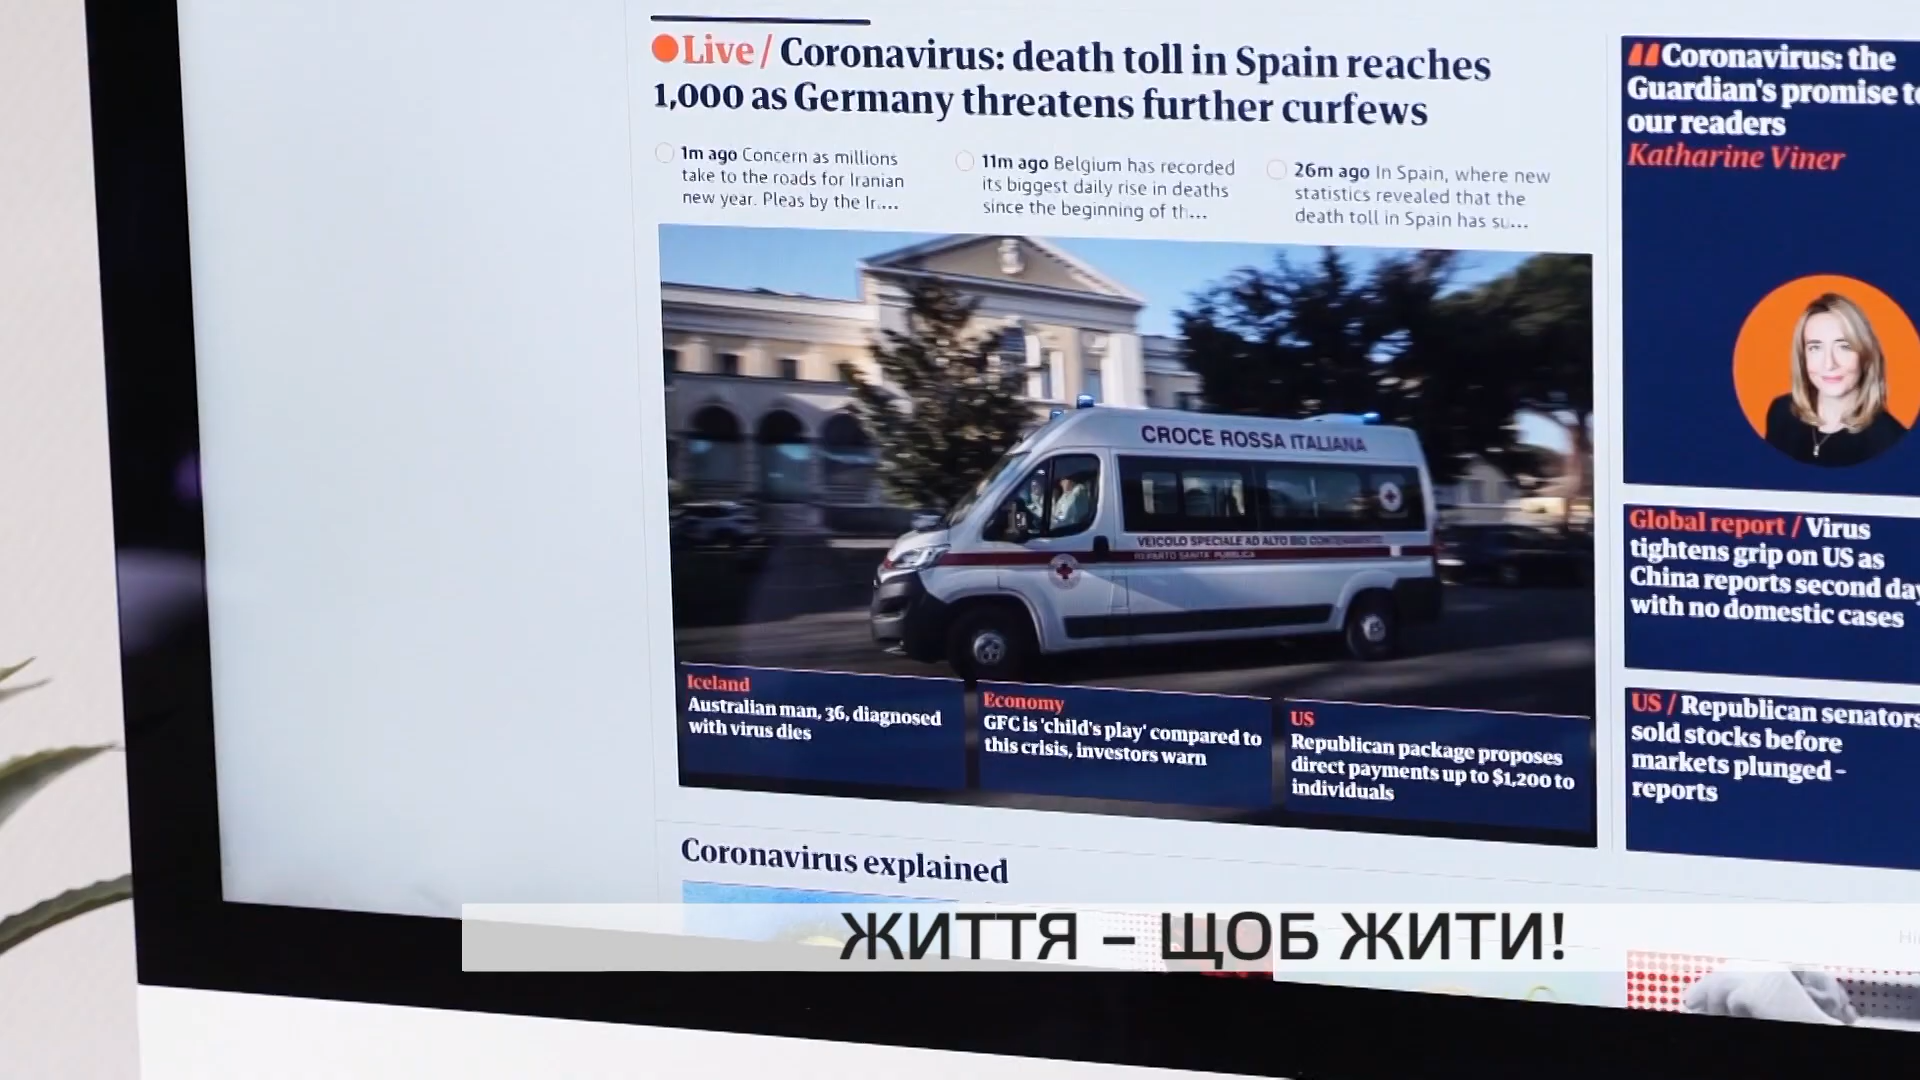 Live / Coronavirus: death toll in Spain reaches
1,000 as Germany threatens further curfews
1m ago Concern as millions
take to the roads for Iranian
new year. Pleas by the Ir....
11m ago Belgium has recorded
its biggest daily rise in deaths
since the beginning of th...
26m ago In Spain, where new
statistics revealed that the
death toll in Spain has su...
Coronavirus: the
Guardian's promise to
our readers
Katharine Viner
CROCE ROSSA ITALIANA
VEICOLO SPECIALE AD ALTO BIO CONTENIMENTO
REPARTO SANITA' PUBBLICA
Global report / Virus
tightens grip on US as
China reports second day
with no domestic cases
Iceland
Australian man, 36, diagnosed
with virus dies
Economy
GFC is 'child's play' compared to
this crisis, investors warn
US
Republican package proposes
direct payments up to $1,200 to
individuals
US / Republican senators
sold stocks before
markets plunged –
reports
Coronavirus explained
ЖИТТЯ – ЩОБ ЖИТИ!